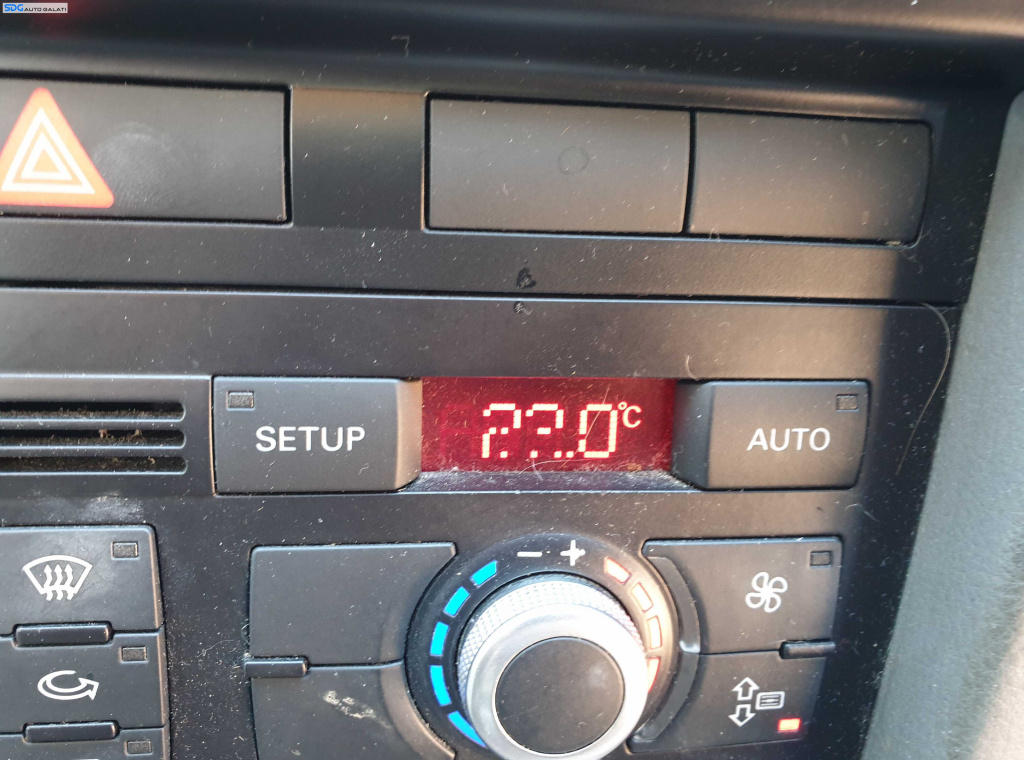 SDG AUTO GALATI
SETUP
22.0°C
AUTO
- +